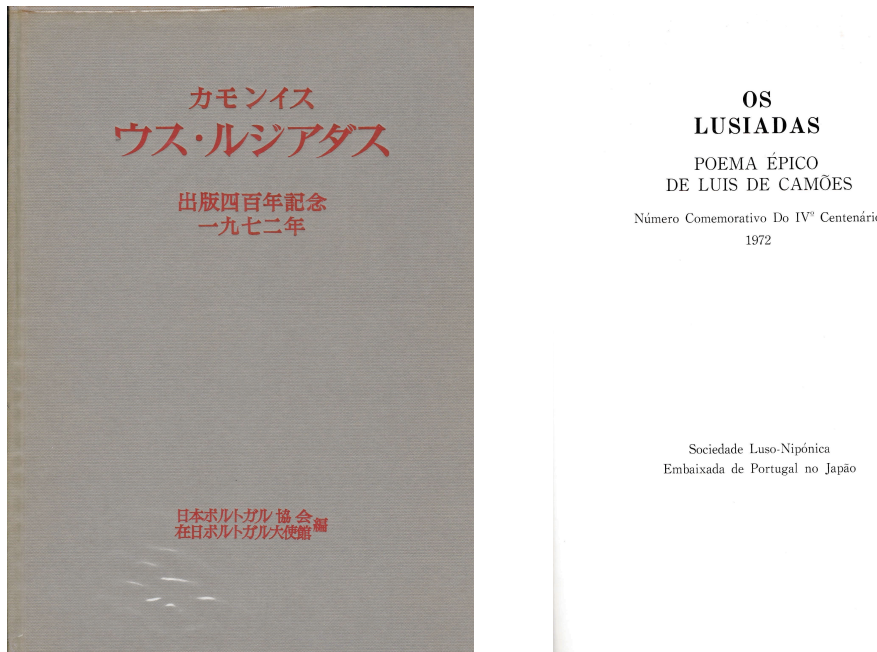 カモンイス
ウス・ルジアダス
出版四百年記念
一九七二年
日本ポルトガル協会
在日ポルトガル大使館
編
OS
LUSIADAS
POEMA ÉPICO
DE LUIS DE CAMÕES
Número Comemorativo Do IVº Centenári
1972
Sociedade Luso-Nipónica
Embaixada de Portugal no Japão